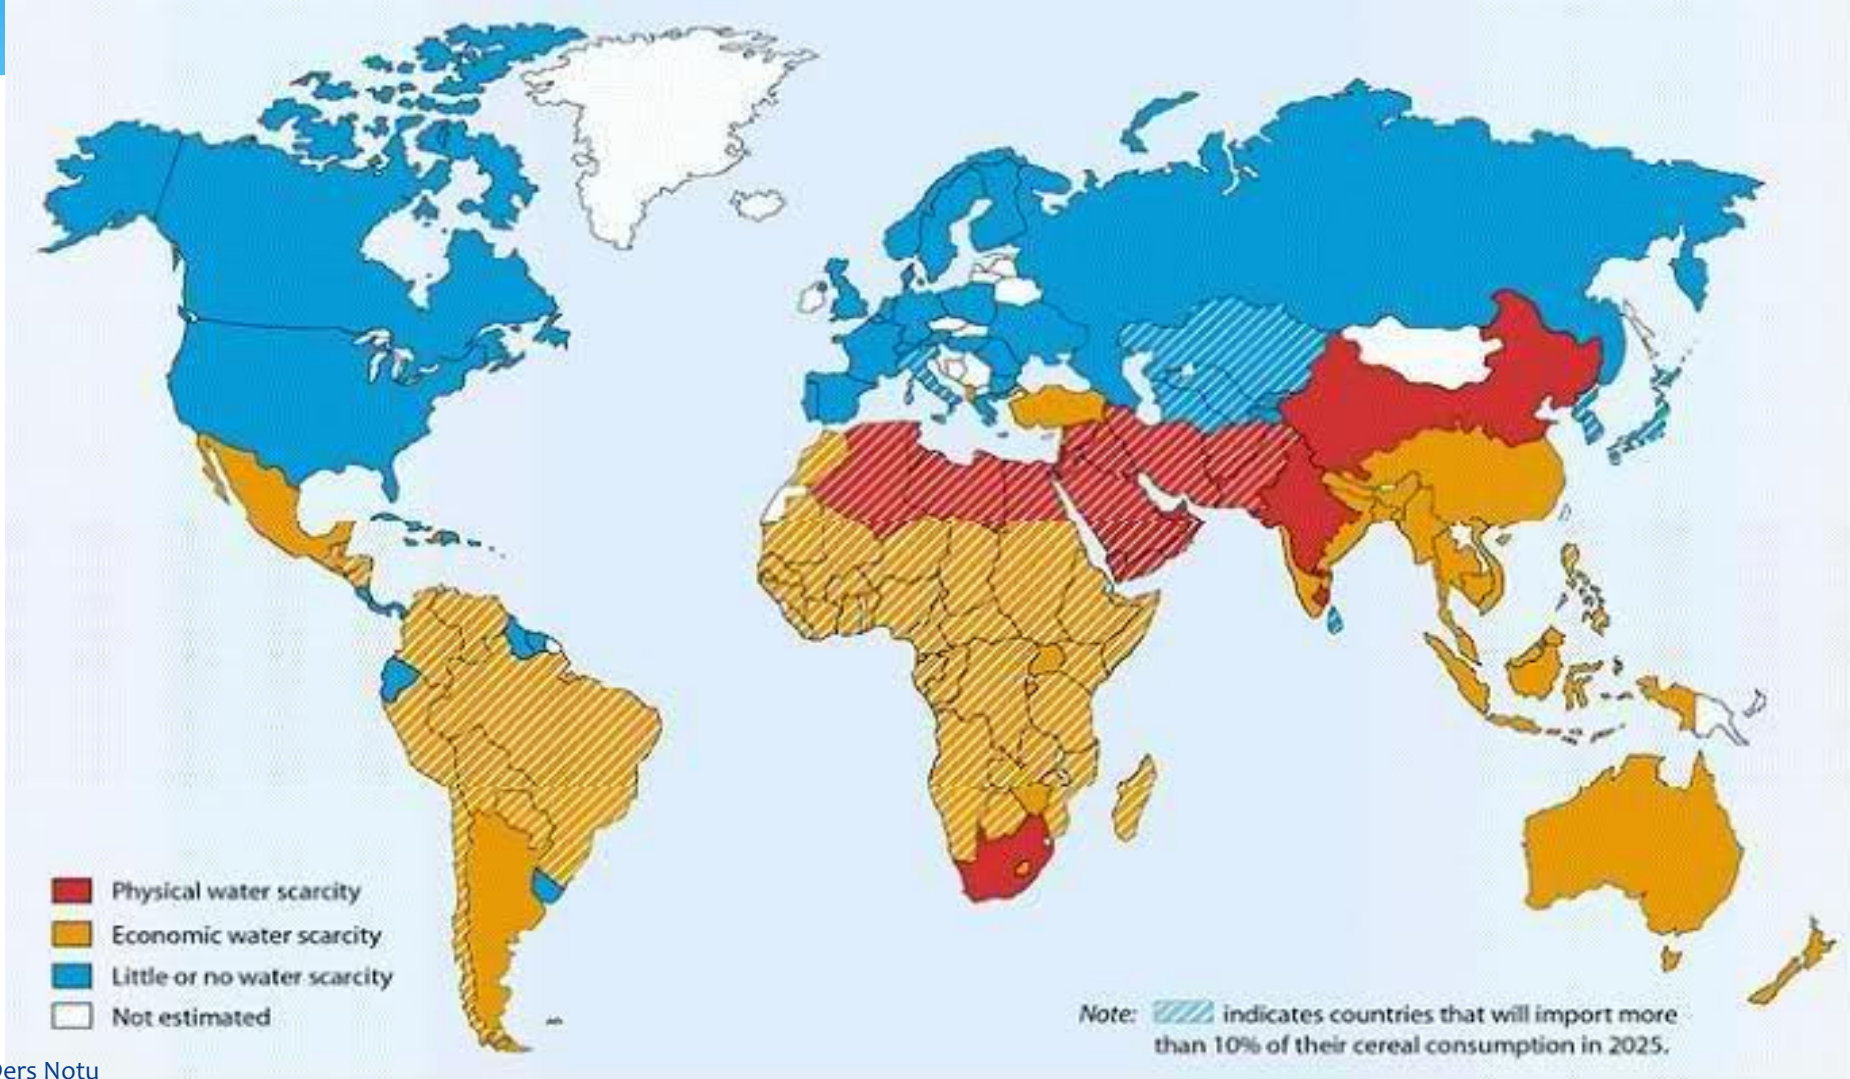 Physical water scarcity
Economic water scarcity
Little or no water scarcity
Not estimated
Note: indicates countries that will import more
than 10% of their cereal consumption in 2025.
Ders Notu